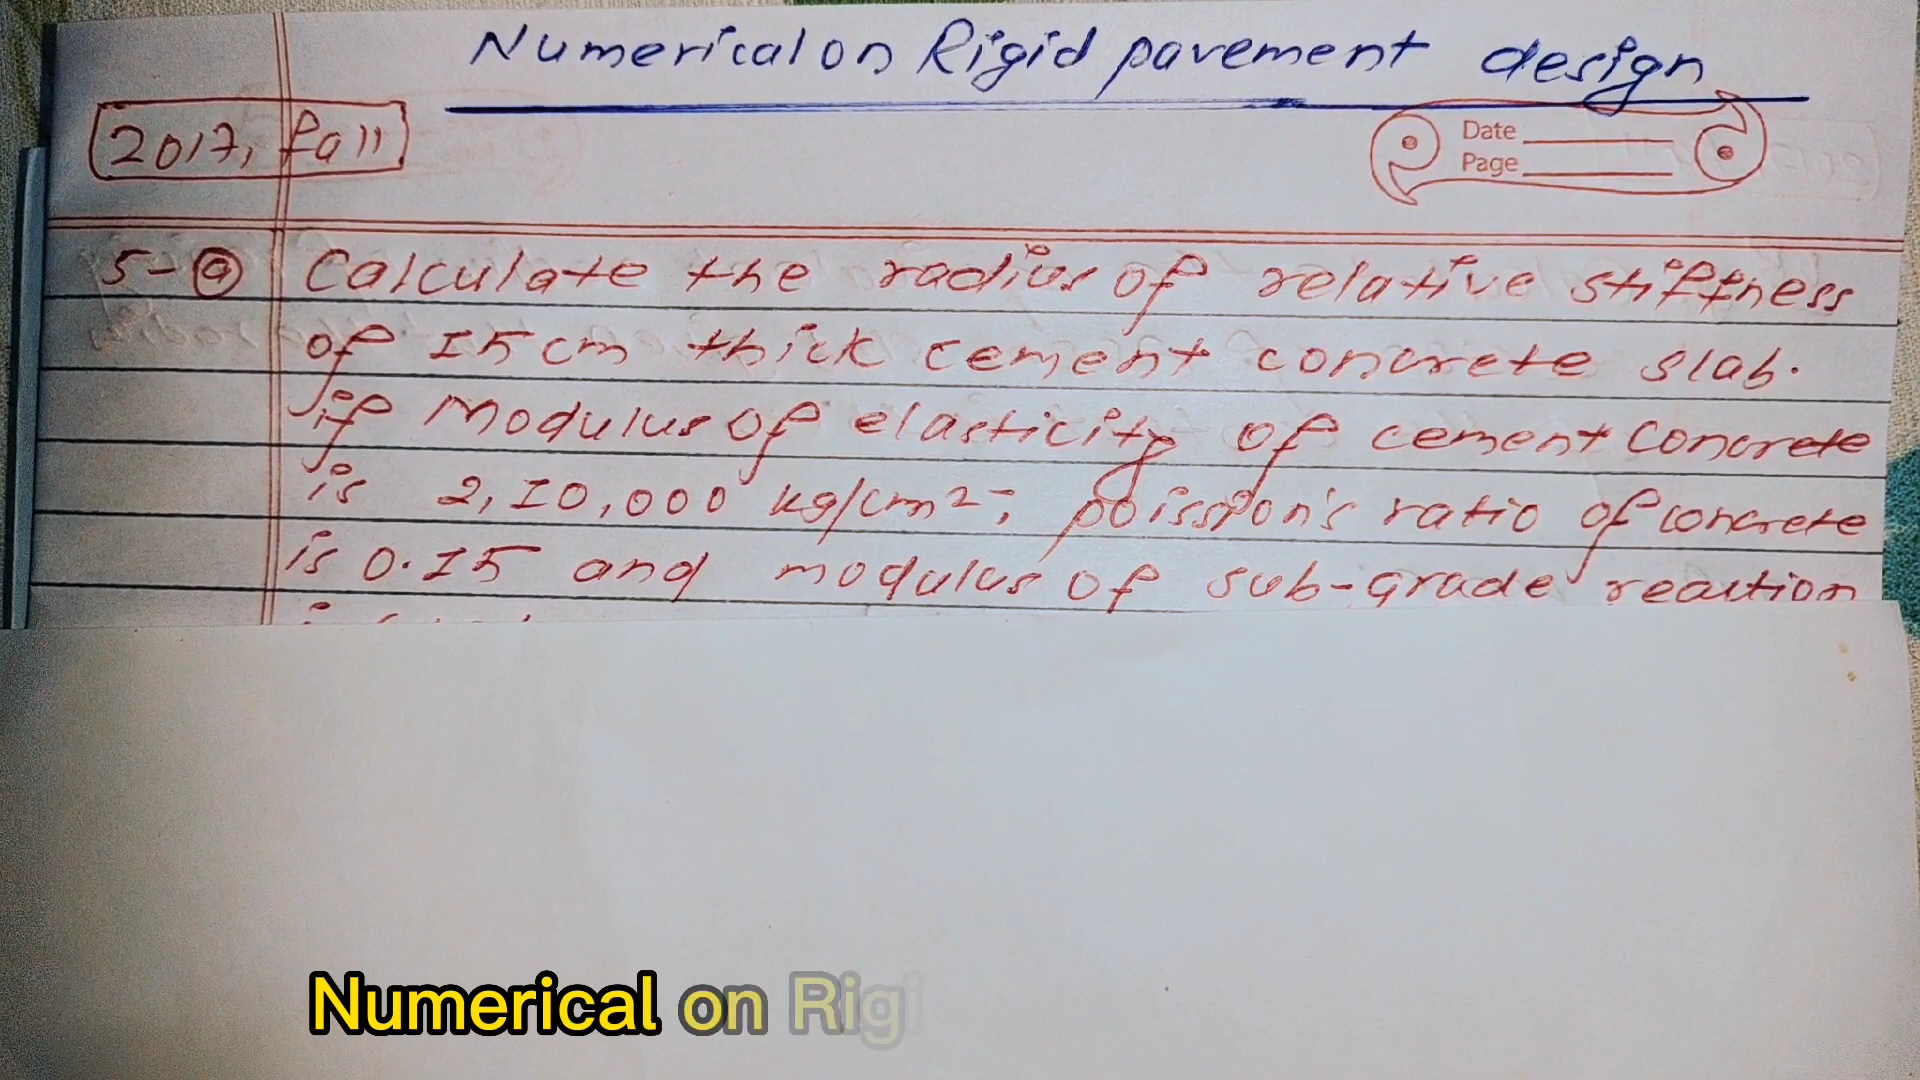 Numerical on Rigid pavement design
2017, fall
Date
Page
5-(a) Calculate the radius of relative stiffness
of 15 cm thick cement concrete slab.
if Modulus of elasticity of cement concrete
is 2,10,000 kg/cm2; poission's ratio of concrete
is 0.15 and modulus of sub-grade reaction
Numerical on Rigi